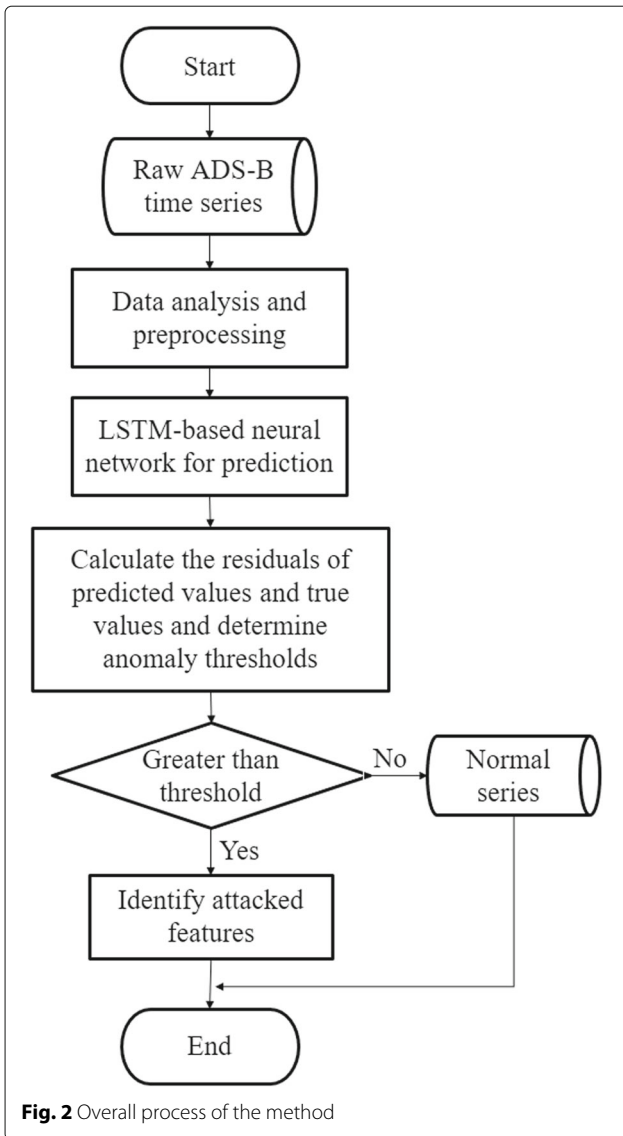 Start
Raw ADS-B
time series
Data analysis and
preprocessing
LSTM-based neural
network for prediction
Calculate the residuals of
predicted values and true
values and determine
anomaly thresholds
Greater than
threshold
No
Normal
series
Yes
Identify attacked
features
End
Fig. 2 Overall process of the method